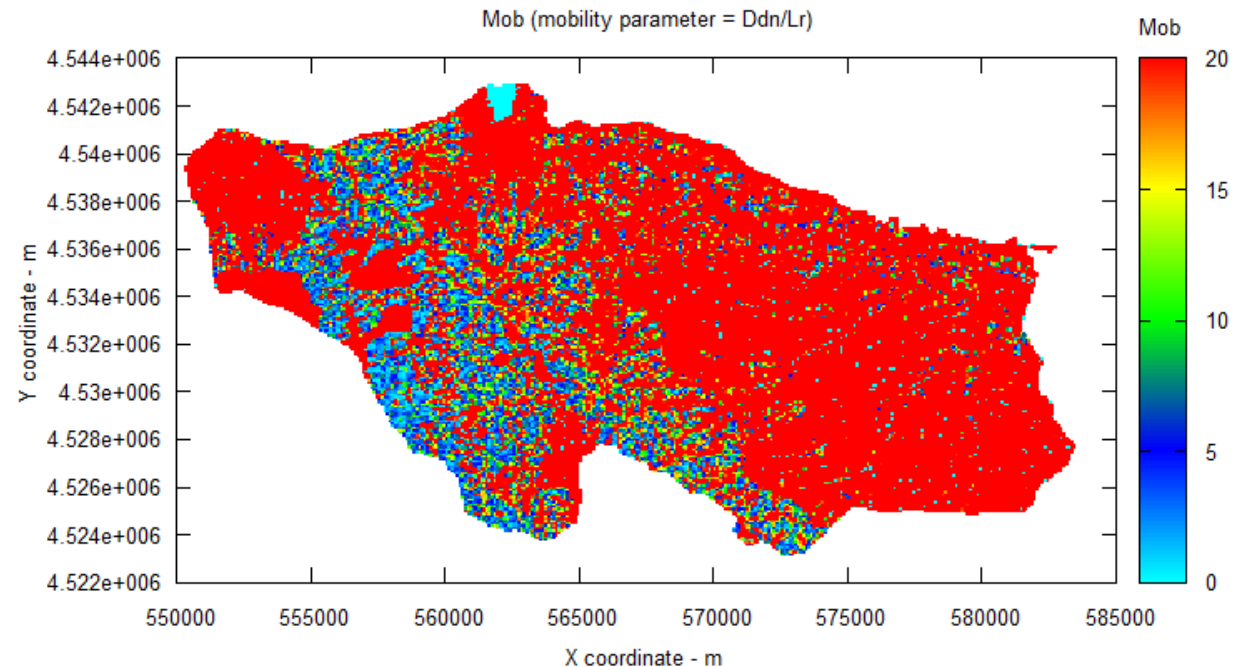 Mob (mobility parameter = Ddn/Lr)
Mob
4.544e+006
4.542e+006
4.54e+006
4.538e+006
4.536e+006
4.534e+006
4.532e+006
4.53e+006
4.528e+006
4.526e+006
4.524e+006
4.522e+006
Y coordinate - m
20
15
10
5
0
550000 555000 560000 565000 570000 575000 580000 585000
X coordinate - m